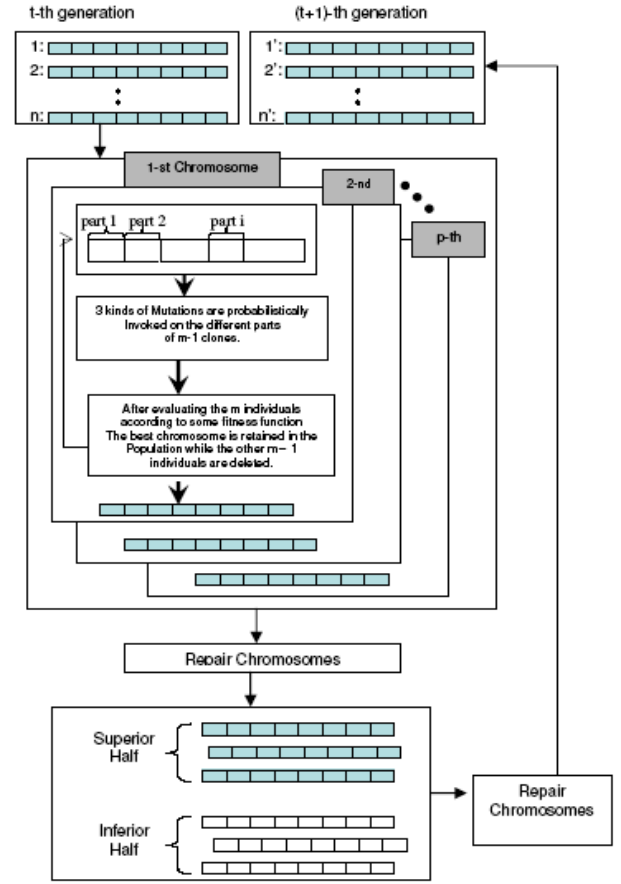 t-th generation
(t+1)-th generation
1:
2:
n:
1':
2':
n':
1-st Chromosome
2-nd
p-th
part 1 part 2 part i
3 kinds of Mutations are probabilistically
Invoked on the different parts
of m-1 clones.
After evaluating the m individuals
according to some fitness function
The best chromosome is retained in the
Population while the other m– 1
individuals are deleted.
Repair Chromosomes
Superior
Half
Inferior
Half
Repair
Chromosomes